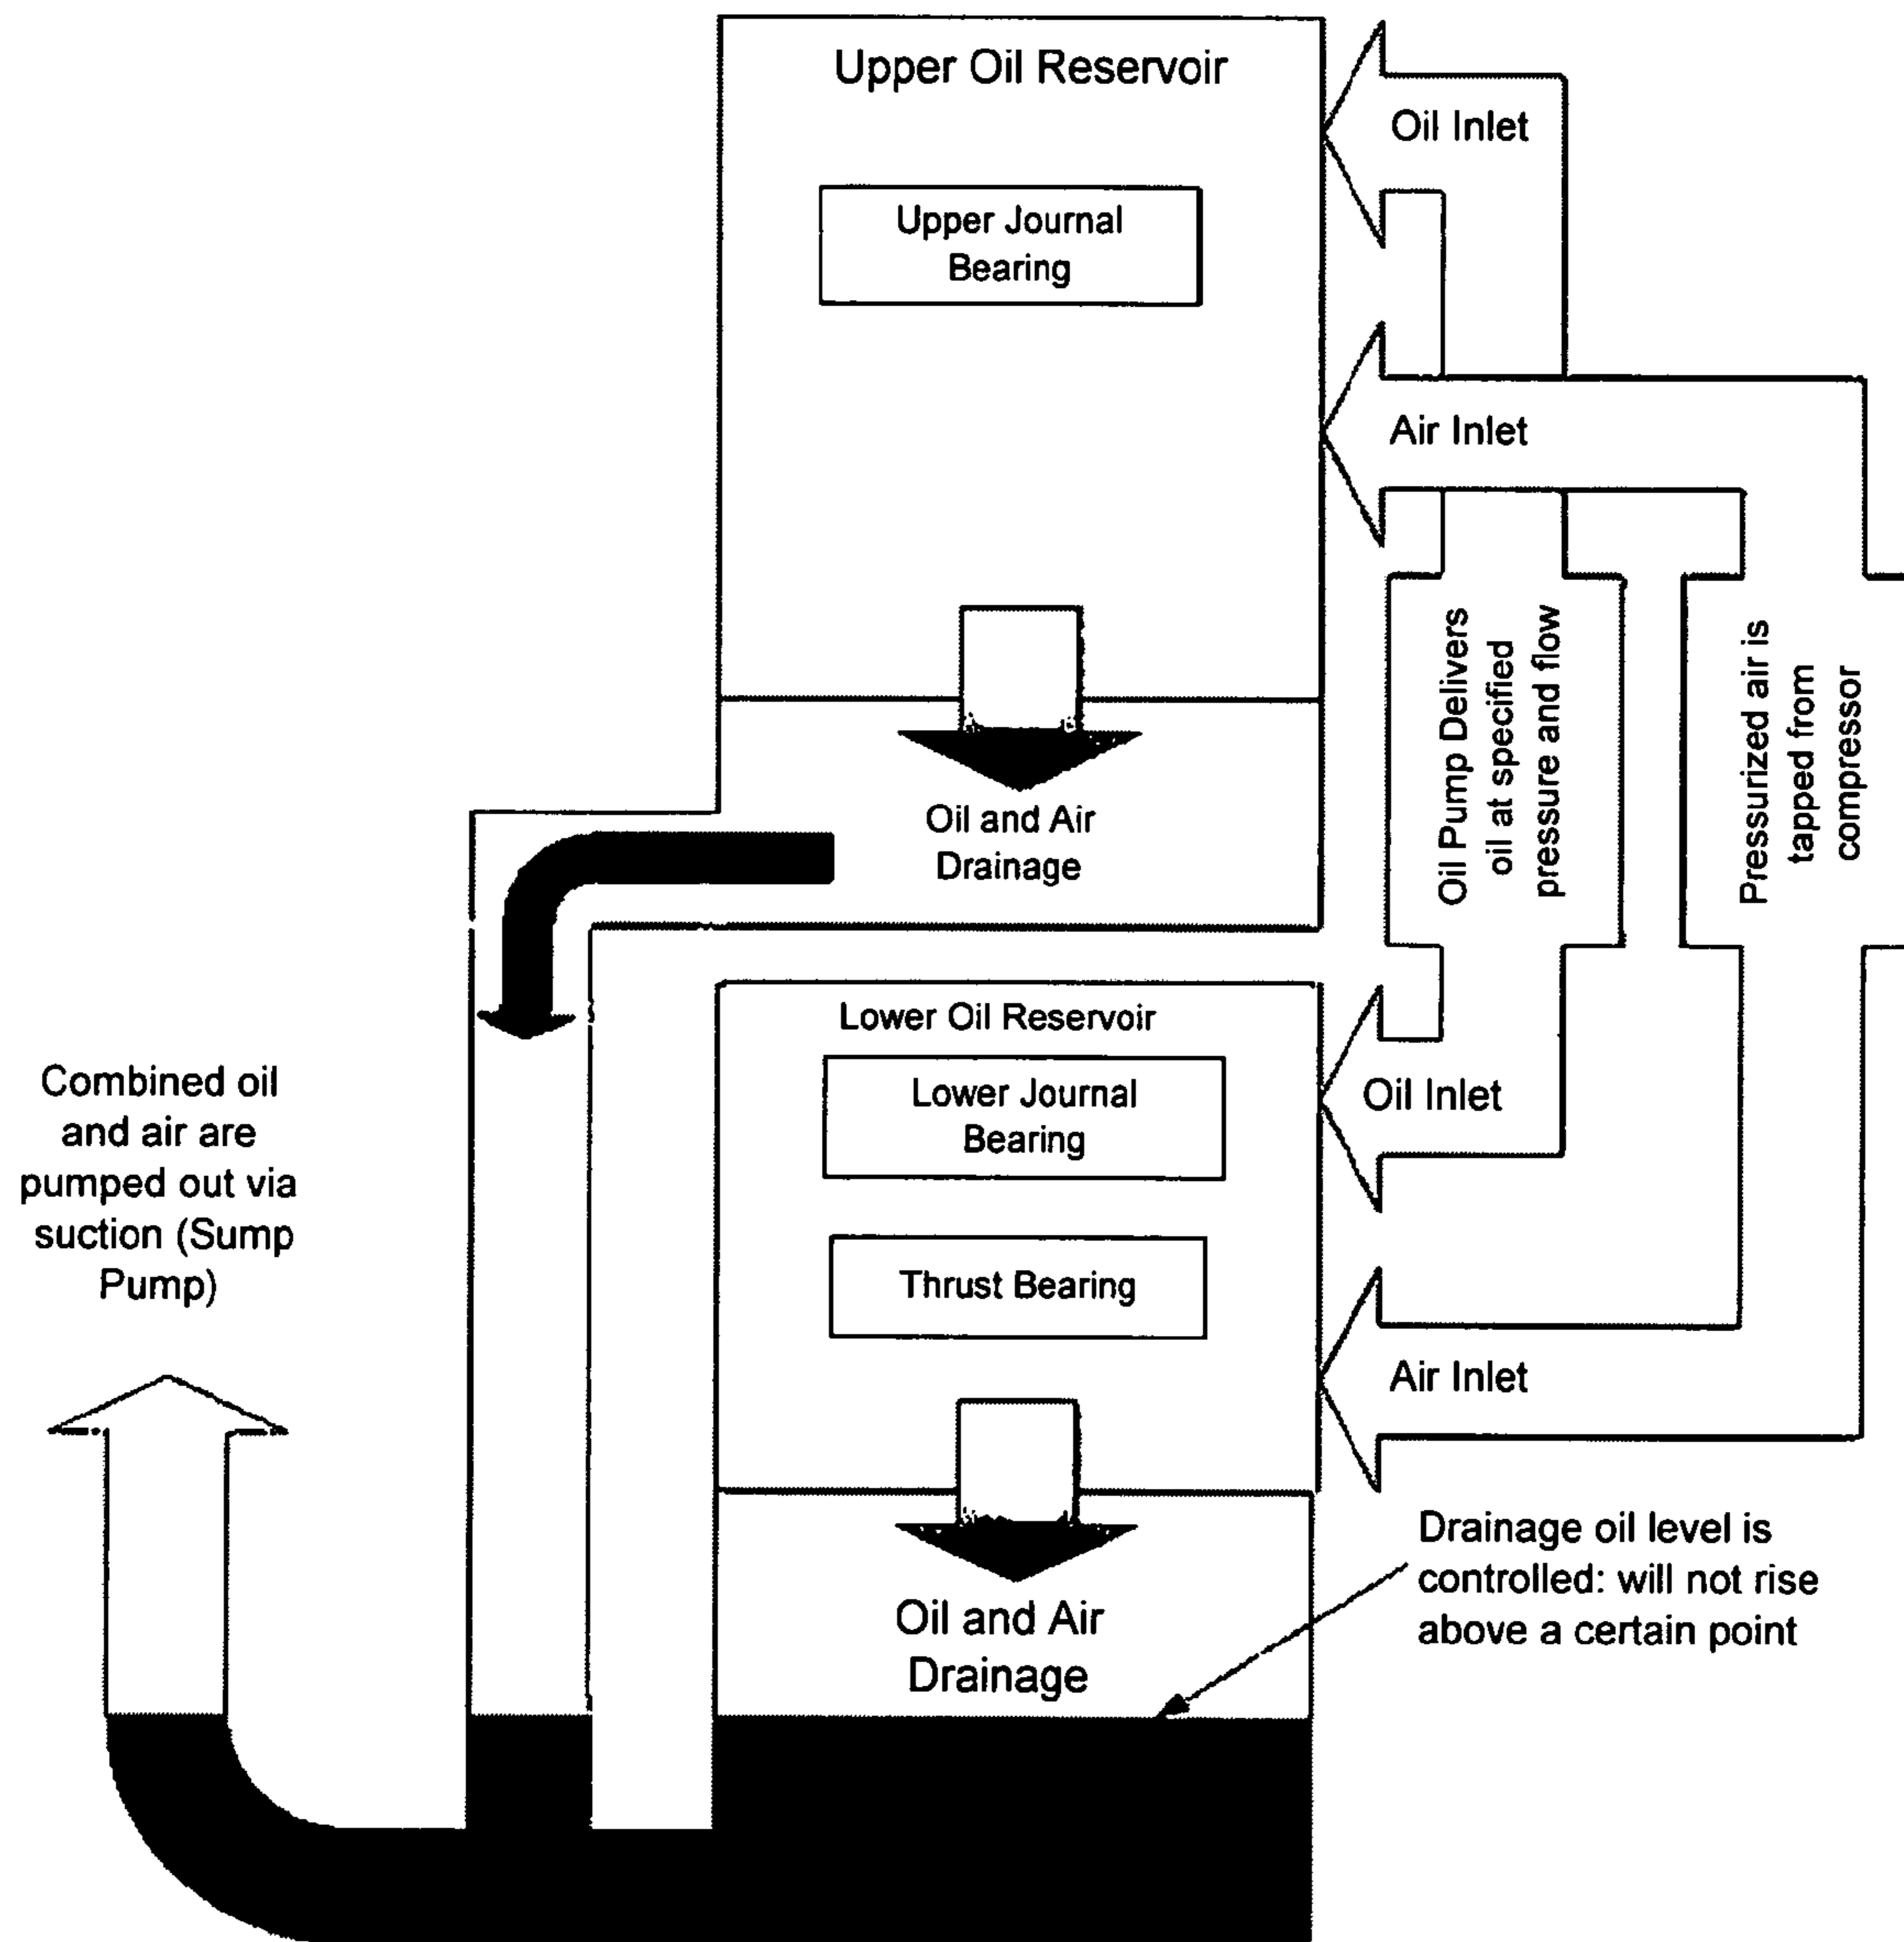 Upper Oil Reservoir
Oil Inlet
Upper Journal
Bearing
Air Inlet
Oil Pump Delivers
oil at specified
pressure and flow
Pressurized air is
tapped from
compressor
Oil and Air
Drainage
Lower Oil Reservoir
Lower Journal
Bearing
Oil Inlet
Combined oil
and air are
pumped out via
suction (Sump
Pump)
Thrust Bearing
Air Inlet
Drainage oil level is
controlled: will not rise
above a certain point
Oil and Air
Drainage